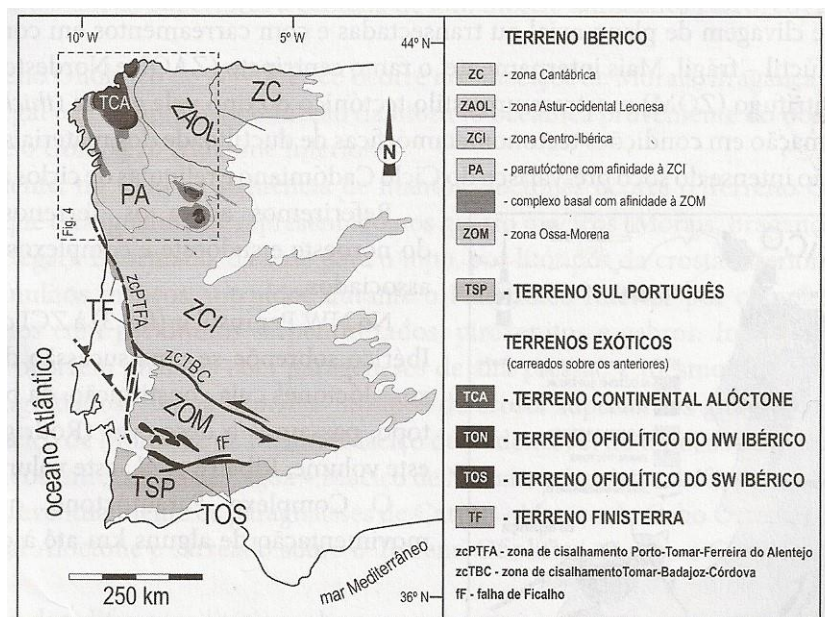 10º W
5º W
44º N
TCA
ZAOL
ZC
N
PA
Fig. 4
zcPTFA
TF
ZCI
zcTBC
oceano Atlântico
ZOM
fF
TSP
TOS
250 km
mar Mediterrâneo
36º N
TERRENO IBÉRICO
ZC - zona Cantábrica
ZAOL - zona Astur-ocidental Leonesa
ZCI - zona Centro-Ibérica
PA - parautóctone com afinidade à ZCI
- complexo basal com afinidade à ZOM
ZOM - zona Ossa-Morena
TSP - TERRENO SUL PORTUGUÊS
TERRENOS EXÓTICOS
(carreados sobre os anteriores)
TCA - TERRENO CONTINENTAL ALÓCTONE
TON - TERRENO OFIOLÍTICO DO NW IBÉRICO
TOS - TERRENO OFIOLÍTICO DO SW IBÉRICO
TF - TERRENO FINISTERRA
zcPTFA - zona de cisalhamento Porto-Tomar-Ferreira do Alentejo
zcTBC - zona de cisalhamentoTomar-Badajoz-Córdova
fF - falha de Ficalho